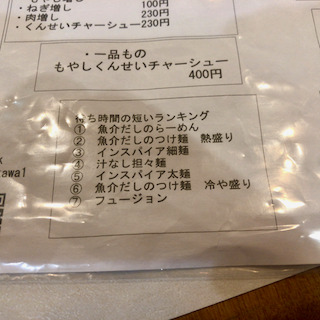 ・ねぎ増し 100円
・肉増し 230円
・くんせいチャーシュー230円
・一品もの
もやしくんせいチャーシュー
400円
待ち時間の短いランキング
① 魚介だしのらーめん
② 魚介だしのつけ麺 熱盛り
③ インスパイア細麺
④ 汁なし担々麺
⑤ インスパイア太麺
⑥ 魚介だしのつけ麺 冷や盛り
⑦ フュージョン